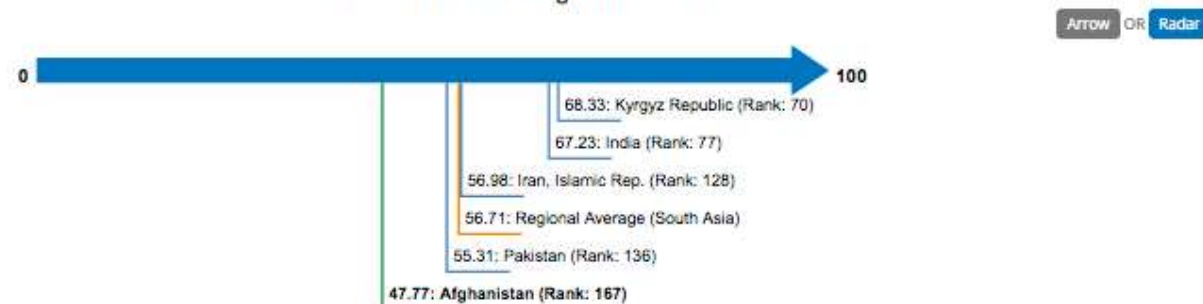 Arrow OR Radar
0
100
68.33: Kyrgyz Republic (Rank: 70)
67.23: India (Rank: 77)
56.98: Iran, Islamic Rep. (Rank: 128)
56.71: Regional Average (South Asia)
55.31: Pakistan (Rank: 136)
47.77: Afghanistan (Rank: 167)